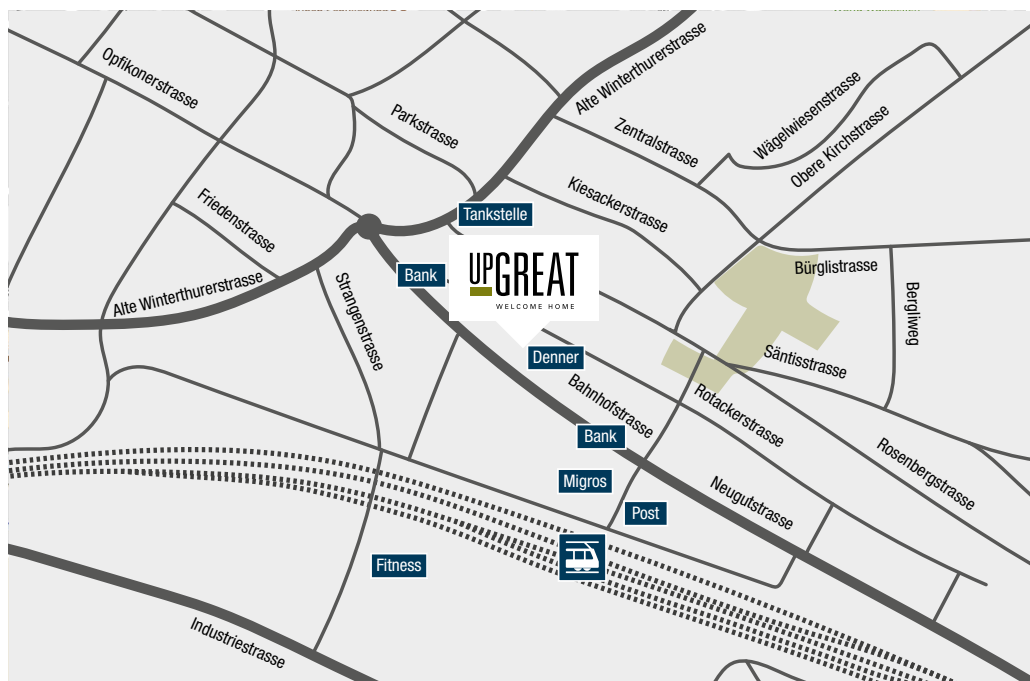 Opfikonerstrasse
Parkstrasse
Alte Winterthurerstrasse
Zentralstrasse
Wägelwiesenstrasse
Obere Kirchstrasse
Kiesackerstrasse
Friedenstrasse
Tankstelle
Bank
UPGREAT
WELCOME HOME
Alte Winterthurerstrasse
Strangenstrasse
Bürglistrasse
Bergliweg
Denner
Säntisstrasse
Bahnhofstrasse
Rotackerstrasse
Bank
Rosenbergstrasse
Migros
Neugutstrasse
Post
Fitness
Industriestrasse